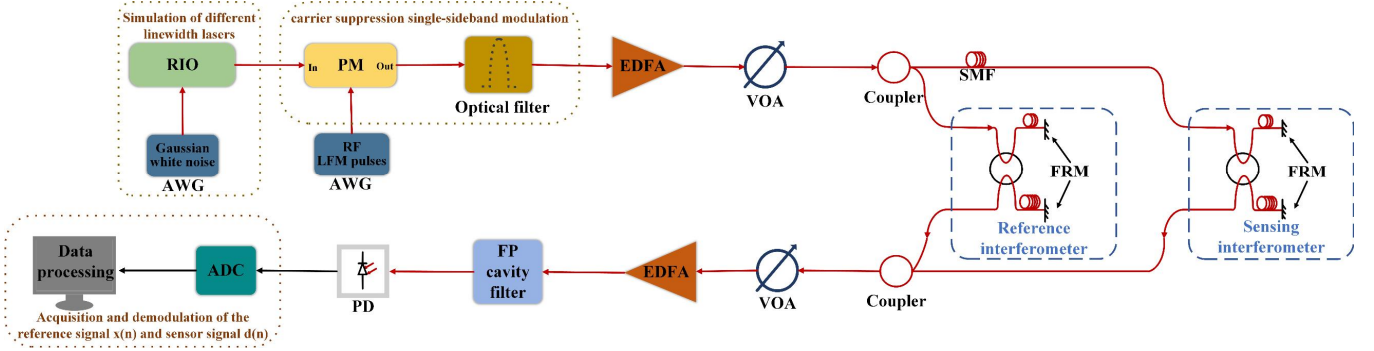 Simulation of different
linewidth lasers
RIO
Gaussian
white noise
AWG
carrier suppression single-sideband modulation
In
PM
Out
RF
LFM pulses
AWG
Optical filter
EDFA
VOA
Coupler
SMF
FRM
Reference
interferometer
FRM
Sensing
interferometer
Data
processing
ADC
PD
FP
cavity
filter
EDFA
VOA
Coupler
Acquisition and demodulation of the
reference signal x(n) and sensor signal d(n)